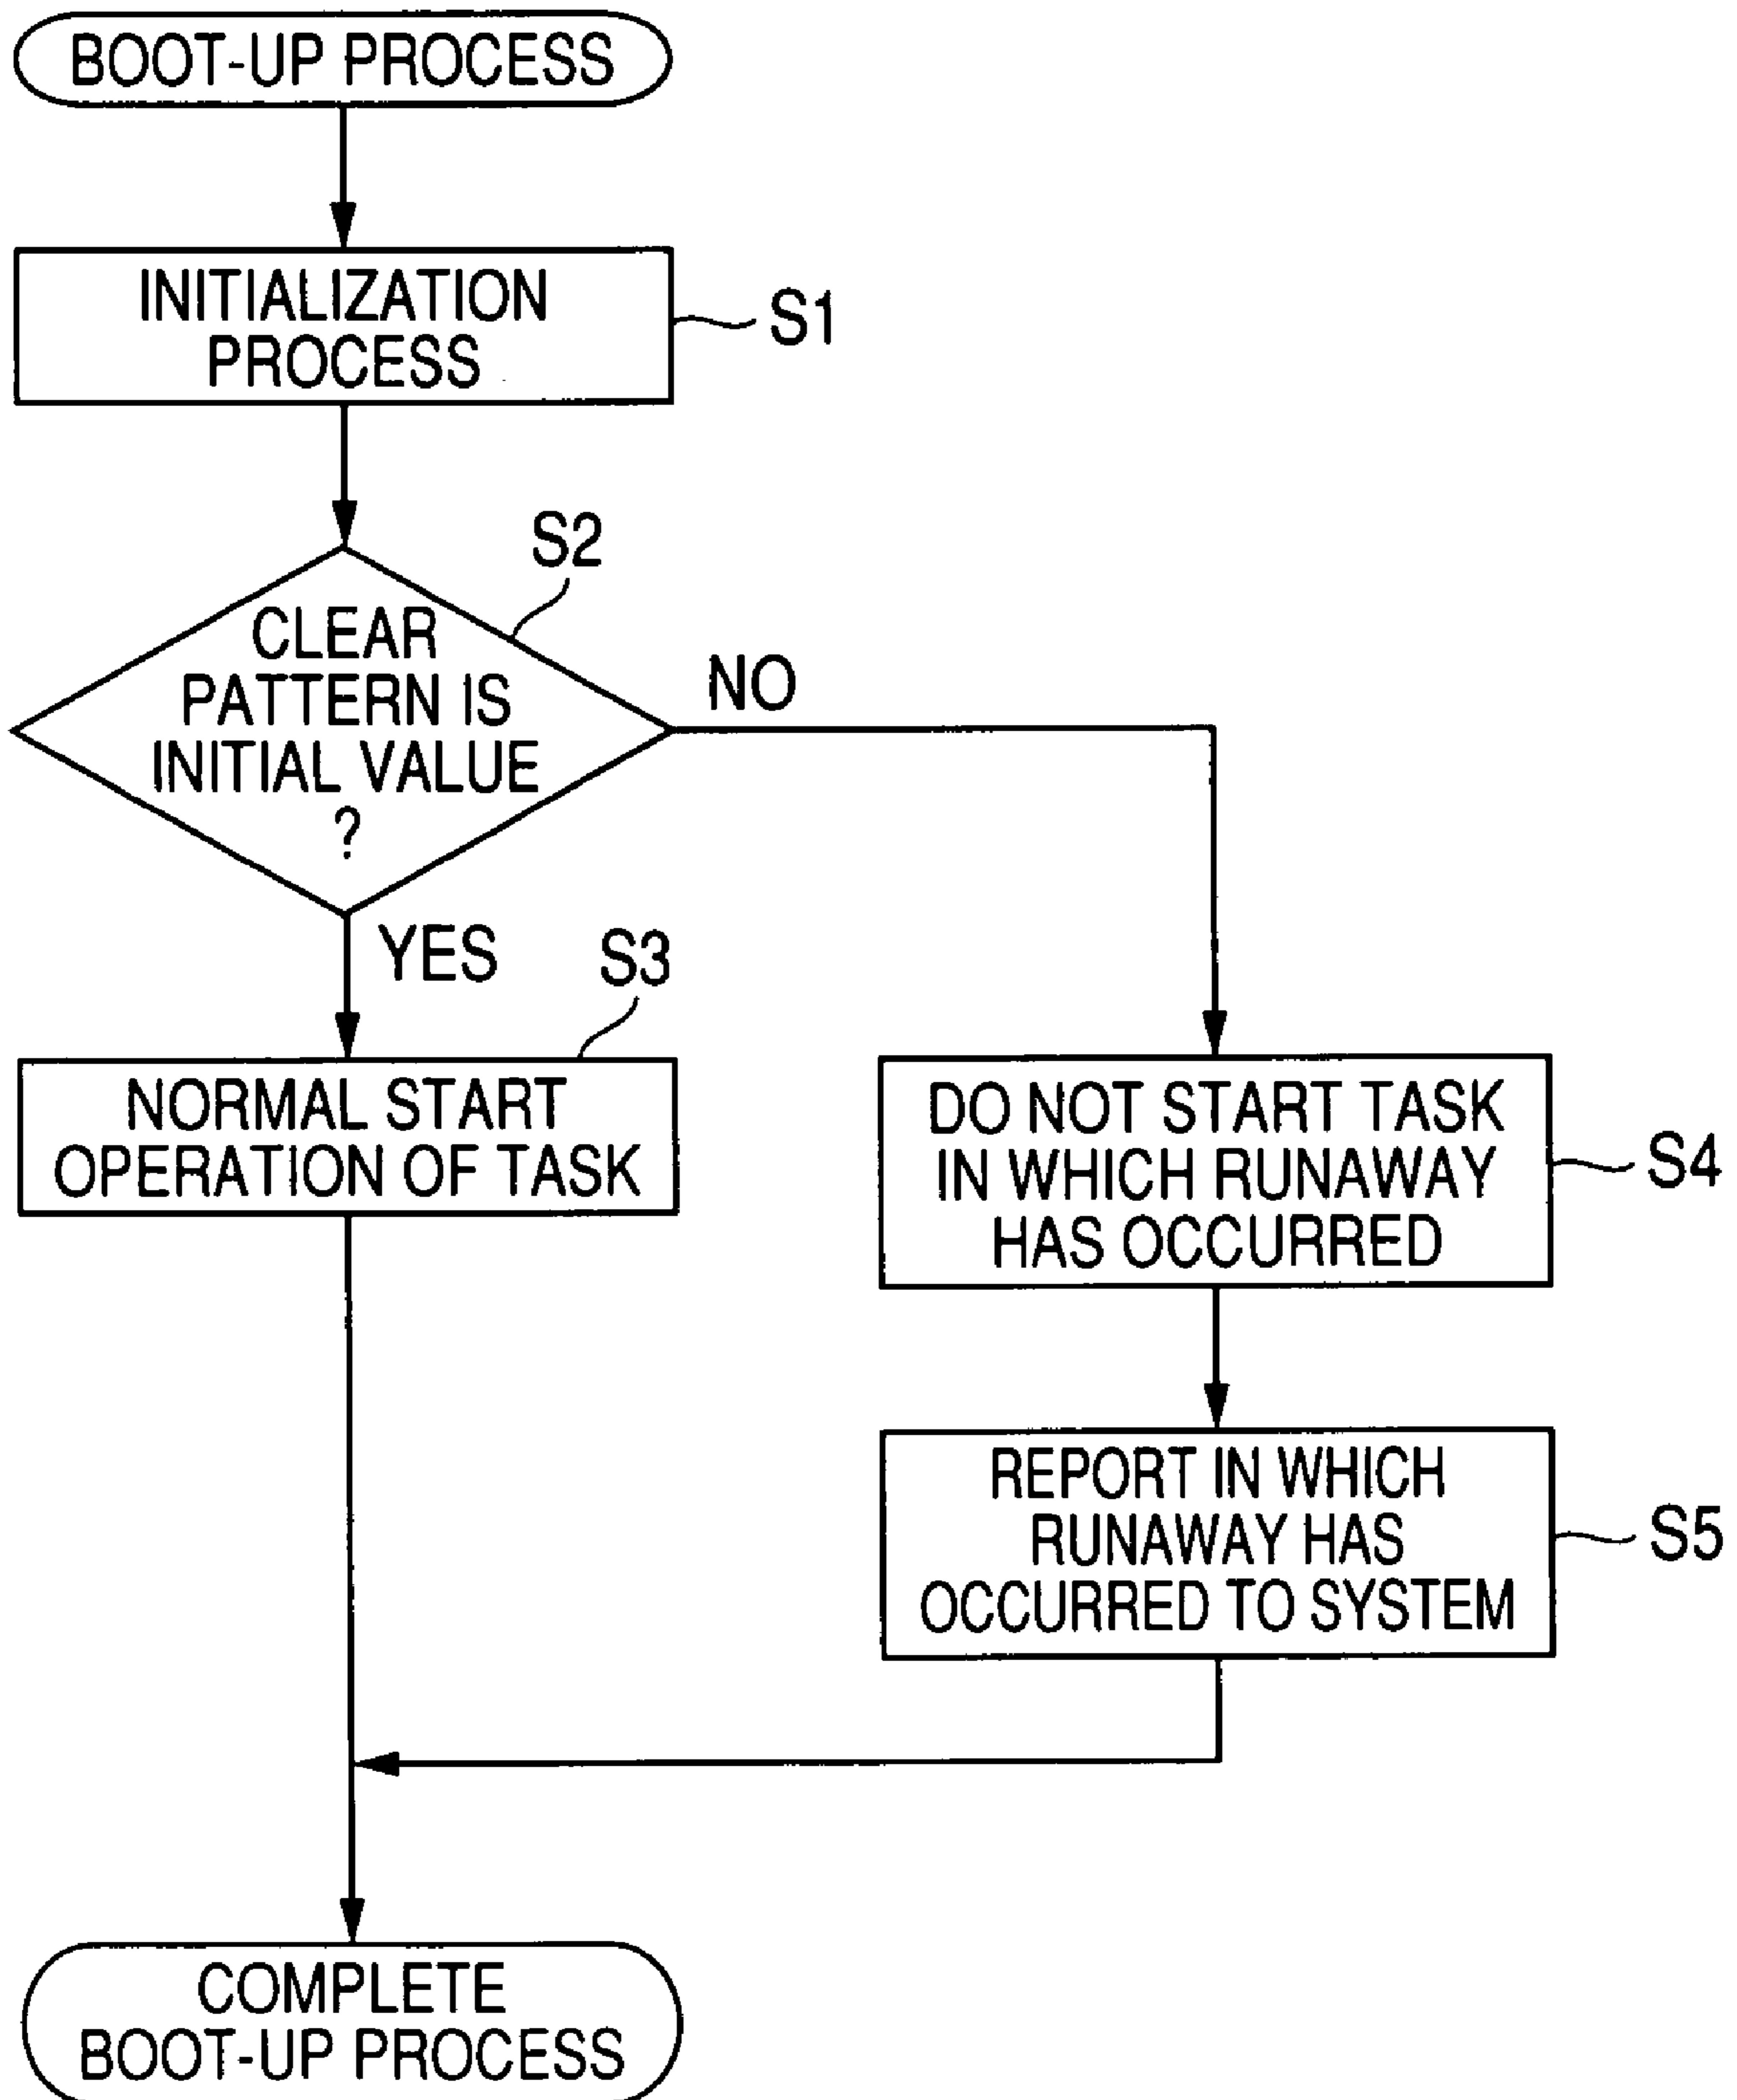 BOOT-UP PROCESS
INITIALIZATION
PROCESS
S1
S2
CLEAR
PATTERN IS
INITIAL VALUE
?
NO
YES
S3
NORMAL START
OPERATION OF TASK
DO NOT START TASK
IN WHICH RUNAWAY
HAS OCCURRED
S4
REPORT IN WHICH
RUNAWAY HAS
OCCURRED TO SYSTEM
S5
COMPLETE
BOOT-UP PROCESS